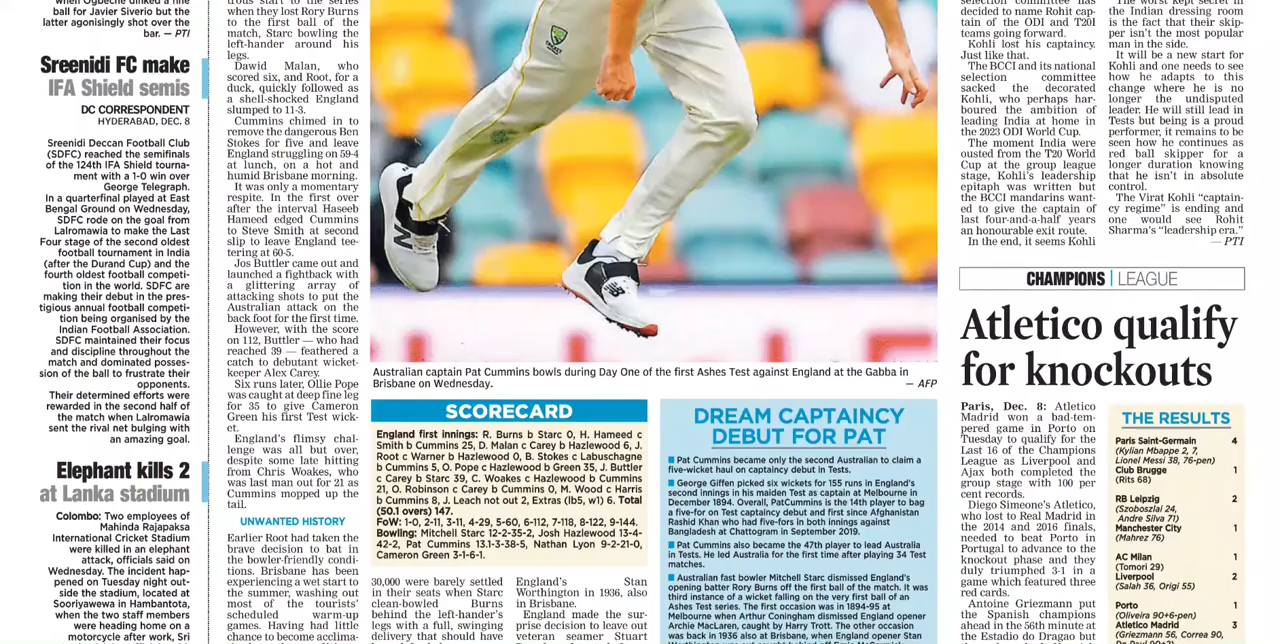 when Ogbeche dinked a fine
ball for Javier Siverio but the
latter agonisingly shot over the
bar. — PTI
Sreenidi FC make
IFA Shield semis
DC CORRESPONDENT
HYDERABAD, DEC. 8
Sreenidi Deccan Football Club
(SDFC) reached the semifinals
of the 124th IFA Shield tourna-
ment with a 1-0 win over
George Telegraph.
In a quarterfinal played at East
Bengal Ground on Wednesday,
SDFC rode on the goal from
Lalromawia to make the Last
Four stage of the second oldest
football tournament in India
(after the Durand Cup) and the
fourth oldest football competi-
tion in the world. SDFC are
making their debut in the pres-
tigious annual football competi-
tion being organised by the
Indian Football Association.
SDFC maintained their focus
and discipline throughout the
match and dominated posses-
sion of the ball to frustrate their
opponents.
Their determined efforts were
rewarded in the second half of
the match when Lalromawia
sent the rival net bulging with
an amazing goal.
Elephant kills 2
at Lanka stadium
Colombo: Two employees of
Mahinda Rajapaksa
International Cricket Stadium
were killed in an elephant
attack, officials said on
Wednesday. The incident hap-
pened on Tuesday night out-
side the stadium, located at
Sooriyawewa in Hambantota,
when the two staff members
were heading home on a
motorcycle after work, Sri
trous start to the series
when they lost Rory Burns
to the first ball of the
match, Starc bowling the
left-hander around his
legs.
Dawid Malan, who
scored six, and Root, for a
duck, quickly followed as
a shell-shocked England
slumped to 11-3.
Cummins chimed in to
remove the dangerous Ben
Stokes for five and leave
England struggling on 59-4
at lunch, on a hot and
humid Brisbane morning.
It was only a momentary
respite. In the first over
after the interval Haseeb
Hameed edged Cummins
to Steve Smith at second
slip to leave England tee-
tering at 60-5.
Jos Buttler came out and
launched a fightback with
a glittering array of
attacking shots to put the
Australian attack on the
back foot for the first time.
However, with the score
on 112, Buttler — who had
reached 39 — feathered a
catch to debutant wicket-
keeper Alex Carey.
Six runs later, Ollie Pope
was caught at deep fine leg
for 35 to give Cameron
Green his first Test wick-
et.
England's flimsy chal-
lenge was all but over,
despite some late hitting
from Chris Woakes, who
was last man out for 21 as
Cummins mopped up the
tail.
UNWANTED HISTORY
Earlier Root had taken the
brave decision to bat in
the bowler-friendly condi-
tions. Brisbane has been
experiencing a wet start to
the summer, washing out
most of the tourists'
scheduled warm-up
games. Having had little
chance to become acclima-
Australian captain Pat Cummins bowls during Day One of the first Ashes Test against England at the Gabba in
Brisbane on Wednesday. — AFP
SCORECARD
England first innings: R. Burns b Starc 0, H. Hameed c
Smith b Cummins 25, D. Malan c Carey b Hazlewood 6, J.
Root c Warner b Hazlewood 0, B. Stokes c Labuschagne
b Cummins 5, O. Pope c Hazlewood b Green 35, J. Buttler
c Carey b Starc 39, C. Woakes c Hazlewood b Cummins
21, O. Robinson c Carey b Cummins 0, M. Wood c Harris
b Cummins 8, J. Leach not out 2, Extras (lb5, w1) 6. Total
(50.1 overs) 147.
FoW: 1-0, 2-11, 3-11, 4-29, 5-60, 6-112, 7-118, 8-122, 9-144.
Bowling: Mitchell Starc 12-2-35-2, Josh Hazlewood 13-4-
42-2, Pat Cummins 13.1-3-38-5, Nathan Lyon 9-2-21-0,
Cameron Green 3-1-6-1.
30,000 were barely settled
in their seats when Starc
clean-bowled Burns
behind the left-hander's
legs with a full, swinging
delivery that should have
England's Stan
Worthington in 1936, also
in Brisbane.
England made the sur-
prise decision to leave out
veteran seamer Stuart
DREAM CAPTAINCY
DEBUT FOR PAT
Pat Cummins became only the second Australian to claim a
five-wicket haul on captaincy debut in Tests.
George Giffen picked six wickets for 155 runs in England's
second innings in his maiden Test as captain at Melbourne in
December 1894. Overall, PatCummins is the 14th player to bag
a five-for on Test captaincy debut and first since Afghanistan
Rashid Khan who had five-fors in both innings against
Bangladesh at Chattogram in September 2019.
Pat Cummins also became the 47th player to lead Australia
in Tests. He led Australia for the first time after playing 34 Test
matches.
Australian fast bowler Mitchell Starc dismissed England's
opening batter Rory Burns off the first ball of the match. It was
third instance of a wicket falling on the very first ball of an
Ashes Test series. The first occasion was in 1894-95 at
Melbourne when Arthur Coningham dismissed England opener
Archie MacLaren, caught by Harry Trott. The other occasion
was back in 1936 also at Brisbane, when England opener Stan
selection committee has
decided to name Rohit cap-
tain of the ODI and T20I
teams going forward.
Kohli lost his captaincy.
Just like that.
The BCCI and its national
selection committee
sacked the decorated
Kohli, who perhaps har-
boured the ambition of
leading India at home in
the 2023 ODI World Cup.
The moment India were
ousted from the T20 World
Cup at the group league
stage, Kohli's leadership
epitaph was written but
the BCCI mandarins want-
ed to give the captain of
last four-and-a-half years
an honourable exit route.
In the end, it seems Kohli
The worst kept secret in
the Indian dressing room
is the fact that their skip-
per isn't the most popular
man in the side.
It will be a new start for
Kohli and one needs to see
how he adapts to this
change where he is no
longer the undisputed
leader. He will still lead in
Tests but being is a proud
performer, it remains to be
seen how he continues as
red ball skipper for a
longer duration knowing
that he isn't in absolute
control.
The Virat Kohli “captain-
cy regime” is ending and
one would see Rohit
Sharma's “leadership era.”
— PTI
CHAMPIONS | LEAGUE
Atletico qualify
for knockouts
Paris, Dec. 8: Atletico
Madrid won a bad-tem-
pered game in Porto on
Tuesday to qualify for the
Last 16 of the Champions
League as Liverpool and
Ajax both completed the
group stage with 100 per
cent records.
Diego Simeone's Atletico,
who lost to Real Madrid in
the 2014 and 2016 finals,
needed to beat Porto in
Portugal to advance to the
knockout phase and they
duly triumphed 3-1 in a
game which featured three
red cards.
Antoine Griezmann put
the Spanish champions
ahead in the 56th minute at
the Estadio do Dragao but
THE RESULTS
Paris Saint-Germain 4
(Kylian Mbappe 2, 7,
Lionel Messi 38, 76-pen)
Club Brugge 1
(Rits 68)
RB Leipzig 2
(Szoboszlai 24,
Andre Silva 71)
Manchester City 1
(Mahrez 76)
AC Milan 1
(Tomori 29)
Liverpool 2
(Salah 36, Origi 55)
Porto 1
(Oliveira 90+6-pen)
Atletico Madrid 3
(Griezmann 56, Correa 90,